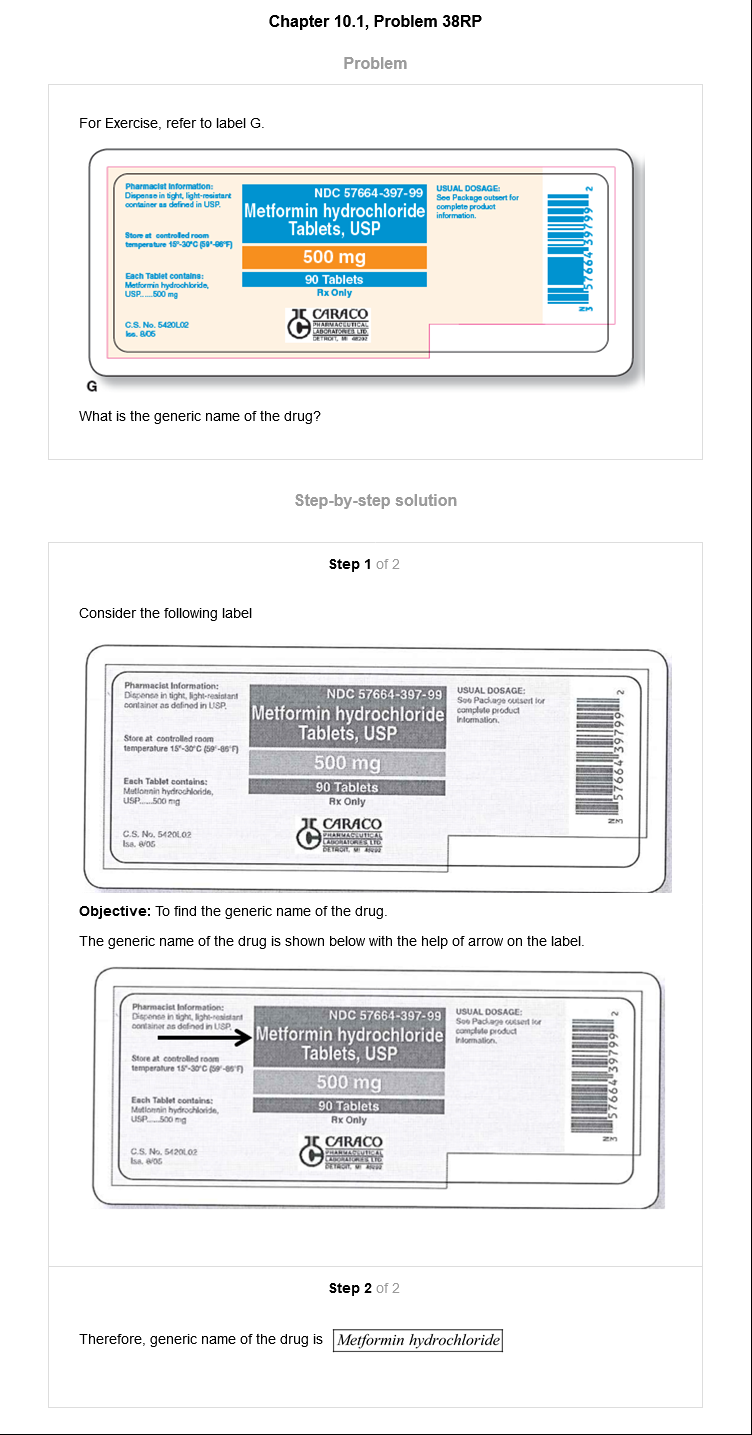 Chapter 10.1, Problem 38RP
Problem
For Exercise, refer to label G.
Pharmacist Information:
Dispense in tight, light-resistant
container as defined in USP.
Store at controlled room
temperature 15°-30°C (59°-86°F)
Each Tablet contains:
Metformin hydrochloride,
USP......500 mg
C.S. No. 5420L02
Iss. 8/05
NDC 57664-397-99
Metformin hydrochloride
Tablets, USP
500 mg
90 Tablets
Rx Only
CARACO
PHARMACEUTICAL
LABORATORIES, LTD.
DETROIT, MI 48202
USUAL DOSAGE:
See Package outsert for
complete product
information.
57664 39799
2
G
What is the generic name of the drug?
Step-by-step solution
Step 1 of 2
Consider the following label
Pharmacist Information:
Dispense in tight, light-resistant
container as defined in USP.
Store at controlled room
temperature 15°-30°C (59°-86°F)
Each Tablet contains:
Metformin hydrochloride,
USP......500 mg
C.S. No. 5420L02
Iss. 8/05
NDC 57664-397-99
Metformin hydrochloride
Tablets, USP
500 mg
90 Tablets
Rx Only
CARACO
PHARMACEUTICAL
LABORATORIES, LTD.
DETROIT, MI 48202
USUAL DOSAGE:
See Package outsert for
complete product
information.
57664 39799
2
Objective: To find the generic name of the drug.
The generic name of the drug is shown below with the help of arrow on the label.
Pharmacist Information:
Dispense in tight, light-resistant
container as defined in USP.
Store at controlled room
temperature 15°-30°C (59°-86°F)
Each Tablet contains:
Metformin hydrochloride,
USP......500 mg
C.S. No. 5420L02
Iss. 8/05
NDC 57664-397-99
Metformin hydrochloride
Tablets, USP
500 mg
90 Tablets
Rx Only
CARACO
PHARMACEUTICAL
LABORATORIES, LTD.
DETROIT, MI 48202
USUAL DOSAGE:
See Package outsert for
complete product
information.
57664 39799
2
Step 2 of 2
Therefore, generic name of the drug is Metformin hydrochloride